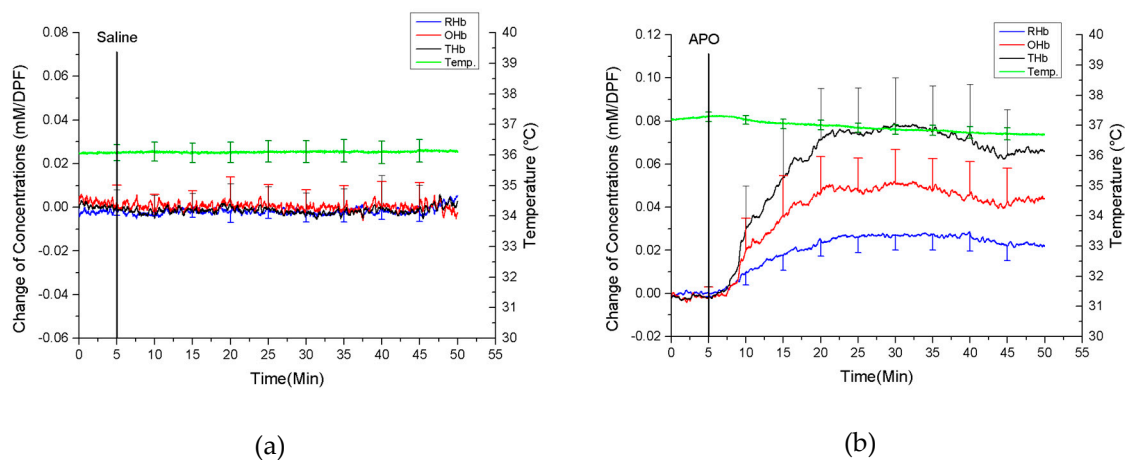 Saline
RHb
OHb
THb
Temp.
0.08
0.06
0.04
0.02
0.00
-0.02
-0.04
-0.06
Change of Concentrations (mM/DPF)
40
39
38
37
36
35
34
33
32
31
30
Temperature (°C)
0 5 10 15 20 25 30 35 40 45 50 55
Time(Min)
(a)
APO
RHb
OHb
THb
Temp.
0.12
0.10
0.08
0.06
0.04
0.02
0.00
-0.02
Change of Concentrations (mM/DPF)
40
39
38
37
36
35
34
33
32
31
30
Temperature (°C)
0 5 10 15 20 25 30 35 40 45 50 55
Time(Min)
(b)